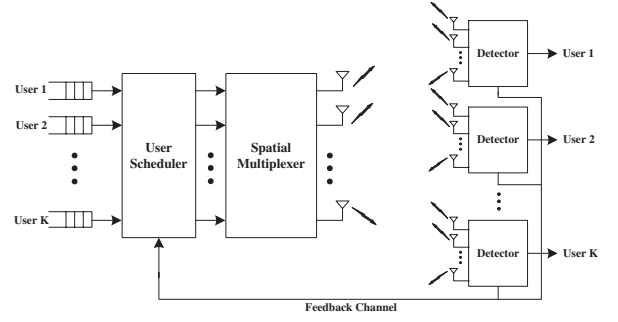 User 1
User 2
User K
User
Scheduler
Spatial
Multiplexer
Detector
User 1
Detector
User 2
Detector
User K
Feedback Channel